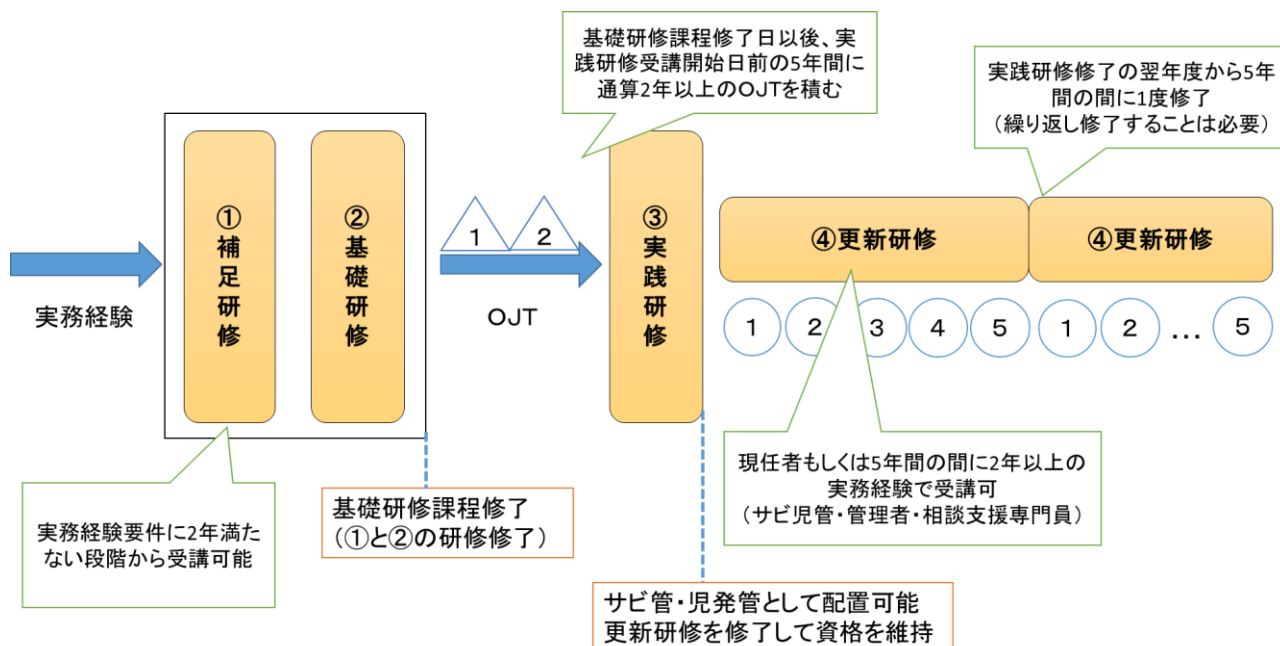 基礎研修課程修了日以後、実
践研修受講開始日前の5年間に
通算2年以上のOJTを積む
実践研修修了の翌年度から5年
間の間に1度修了
（繰り返し修了することは必要）
実務経験
①補足研修
②基礎研修
1 2
OJT
③実践研修
④更新研修
④更新研修
1 2 3 4 5 1 2 … 5
実務経験要件に2年満た
ない段階から受講可能
基礎研修課程修了
（①と②の研修修了）
現任者もしくは5年間の間に2年以上の
実務経験で受講可
（サビ児管・管理者・相談支援専門員）
サビ管・児発管として配置可能
更新研修を修了して資格を維持